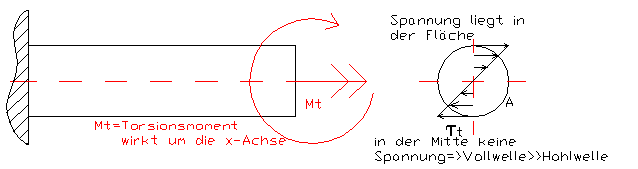 Mt
Mt=Torsionsmoment
wirkt um die x-Achse
Spannung liegt in
der Fläche
A
τt
in der Mitte keine
Spannung=>Vollwelle>>Hohlwelle